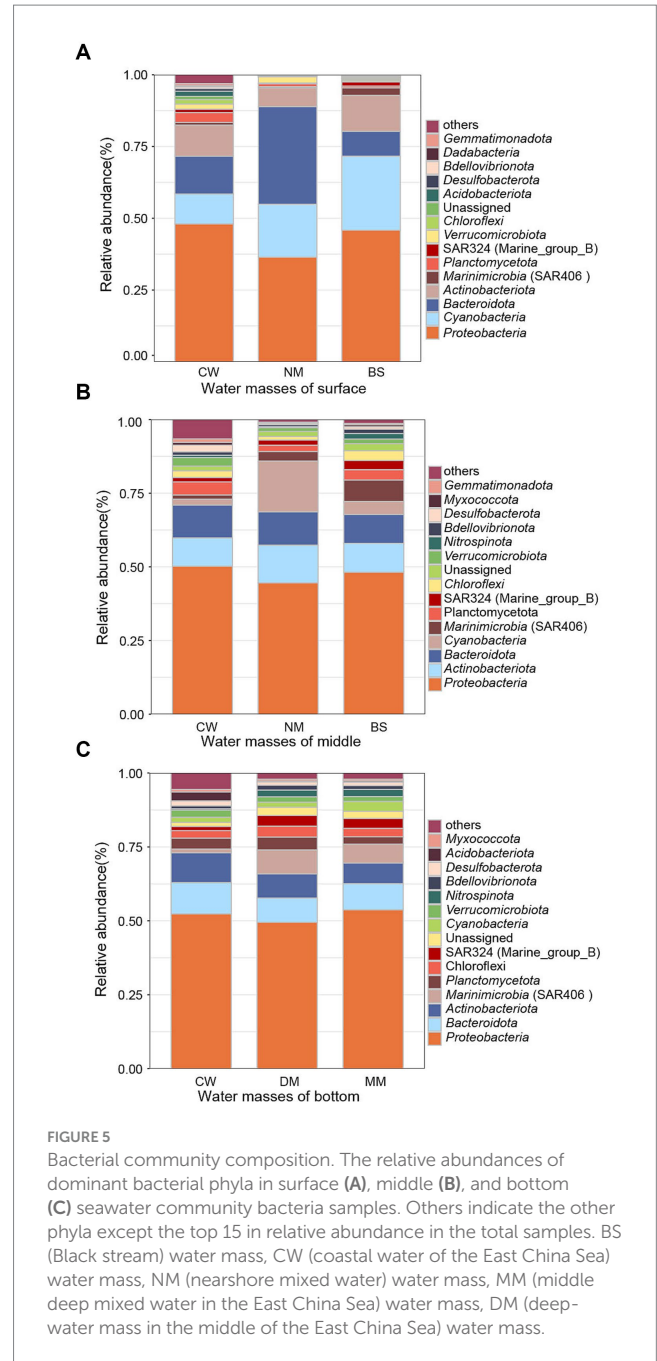 A
Relative abundance(%)
1.00
0.75
0.50
0.25
0.00
CW NM BS
Water masses of surface
others
Gemmatimonadota
Dadabacteria
Bdellovibrionota
Desulfobacterota
Acidobacteriota
Unassigned
Chloroflexi
Verrucomicrobiota
SAR324 (Marine_group_B)
Planctomycetota
Marinimicrobia (SAR406 )
Actinobacteriota
Bacteroidota
Cyanobacteria
Proteobacteria
B
Relative abundance(%)
1.00
0.75
0.50
0.25
0.00
CW NM BS
Water masses of middle
others
Gemmatimonadota
Myxococcota
Desulfobacterota
Bdellovibrionota
Nitrospinota
Verrucomicrobiota
Unassigned
Chloroflexi
SAR324 (Marine_group_B)
Planctomycetota
Marinimicrobia (SAR406)
Cyanobacteria
Bacteroidota
Actinobacteriota
Proteobacteria
C
Relative abundance(%)
1.00
0.75
0.50
0.25
0.00
CW DM MM
Water masses of bottom
others
Myxococcota
Acidobacteriota
Desulfobacterota
Bdellovibrionota
Nitrospinota
Verrucomicrobiota
Cyanobacteria
Unassigned
SAR324 (Marine_group_B)
Chloroflexi
Planctomycetota
Marinimicrobia (SAR406 )
Actinobacteriota
Bacteroidota
Proteobacteria
FIGURE 5
Bacterial community composition. The relative abundances of
dominant bacterial phyla in surface (A), middle (B), and bottom
(C) seawater community bacteria samples. Others indicate the other
phyla except the top 15 in relative abundance in the total samples. BS
(Black stream) water mass, CW (coastal water of the East China Sea)
water mass, NM (nearshore mixed water) water mass, MM (middle
deep mixed water in the East China Sea) water mass, DM (deep-
water mass in the middle of the East China Sea) water mass.